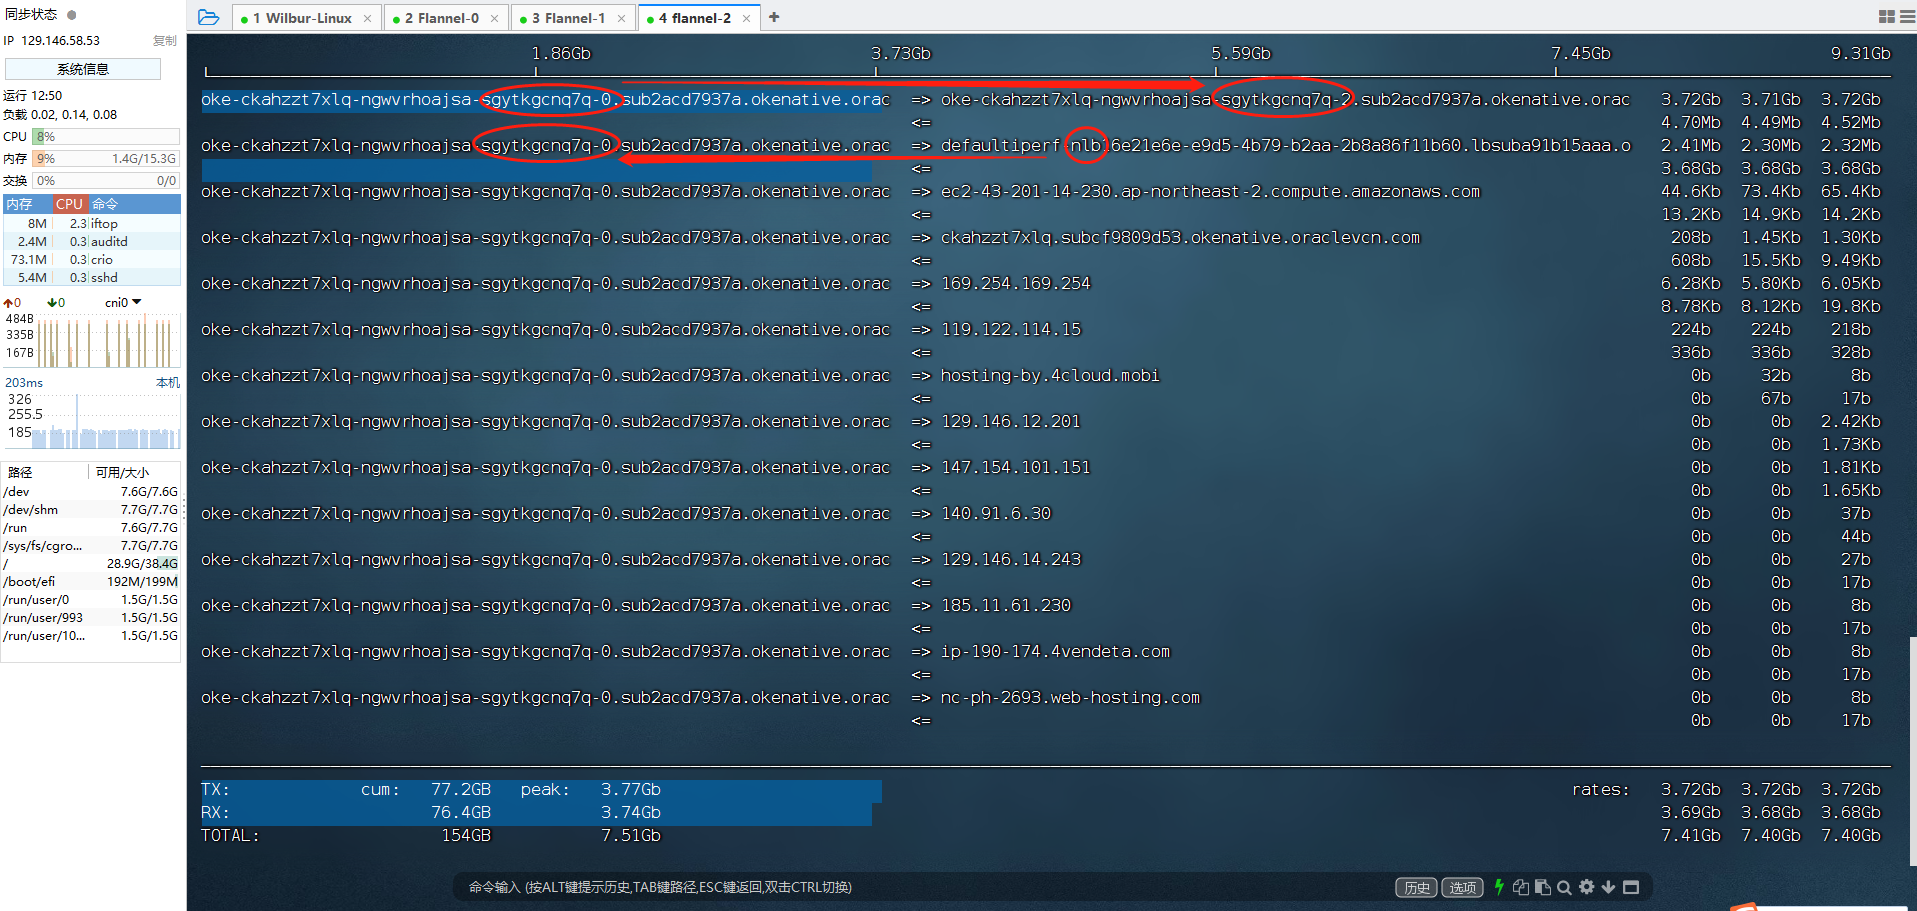 同步状态
IP 129.146.58.53 复制
系统信息
运行 12:50
负载 0.02, 0.14, 0.08
CPU 8%
内存 9% 1.4G/15.3G
交换 0% 0/0
内存 CPU 命令
8M 2.3 iftop
2.4M 0.3 auditd
73.1M 0.3 crio
5.4M 0.3 sshd
0 0 cni0
484B
335B
167B
203ms 本机
326
255.5
185
路径 可用/大小
/dev 7.6G/7.6G
/dev/shm 7.7G/7.7G
/run 7.6G/7.7G
/sys/fs/cgro... 7.7G/7.7G
/ 28.9G/38.4G
/boot/efi 192M/199M
/run/user/0 1.5G/1.5G
/run/user/993 1.5G/1.5G
/run/user/10... 1.5G/1.5G
1 Wilbur-Linux × 2 Flannel-0 × 3 Flannel-1 × 4 flannel-2 × +
1.86Gb 3.73Gb 5.59Gb 7.45Gb 9.31Gb
oke-ckahzzt7xlq-ngwvrhoajsa-sgytkgcnq7q-0.sub2acd7937a.okenative.orac => oke-ckahzzt7xlq-ngwvrhoajsa-sgytkgcnq7q-2.sub2acd7937a.okenative.orac 3.72Gb 3.71Gb 3.72Gb
<= 4.70Mb 4.49Mb 4.52Mb
oke-ckahzzt7xlq-ngwvrhoajsa-sgytkgcnq7q-0.sub2acd7937a.okenative.orac => defaultiperf-nlb16e21e6e-e9d5-4b79-b2aa-2b8a86f11b60.lbsuba91b15aaa.o 2.41Mb 2.30Mb 2.32Mb
<= 3.68Gb 3.68Gb 3.68Gb
oke-ckahzzt7xlq-ngwvrhoajsa-sgytkgcnq7q-0.sub2acd7937a.okenative.orac => ec2-43-201-14-230.ap-northeast-2.compute.amazonaws.com 44.6Kb 73.4Kb 65.4Kb
<= 13.2Kb 14.9Kb 14.2Kb
oke-ckahzzt7xlq-ngwvrhoajsa-sgytkgcnq7q-0.sub2acd7937a.okenative.orac => ckahzzt7xlq.subcf9809d53.okenative.oraclevcn.com 208b 1.45Kb 1.30Kb
<= 608b 15.5Kb 9.49Kb
oke-ckahzzt7xlq-ngwvrhoajsa-sgytkgcnq7q-0.sub2acd7937a.okenative.orac => 169.254.169.254 6.28Kb 5.80Kb 6.05Kb
<= 8.78Kb 8.12Kb 19.8Kb
oke-ckahzzt7xlq-ngwvrhoajsa-sgytkgcnq7q-0.sub2acd7937a.okenative.orac => 119.122.114.15 224b 224b 218b
<= 336b 336b 328b
oke-ckahzzt7xlq-ngwvrhoajsa-sgytkgcnq7q-0.sub2acd7937a.okenative.orac => hosting-by.4cloud.mobi 0b 32b 8b
<= 0b 67b 17b
oke-ckahzzt7xlq-ngwvrhoajsa-sgytkgcnq7q-0.sub2acd7937a.okenative.orac => 129.146.12.201 0b 0b 2.42Kb
<= 0b 0b 1.73Kb
oke-ckahzzt7xlq-ngwvrhoajsa-sgytkgcnq7q-0.sub2acd7937a.okenative.orac => 147.154.101.151 0b 0b 1.81Kb
<= 0b 0b 1.65Kb
oke-ckahzzt7xlq-ngwvrhoajsa-sgytkgcnq7q-0.sub2acd7937a.okenative.orac => 140.91.6.30 0b 0b 37b
<= 0b 0b 44b
oke-ckahzzt7xlq-ngwvrhoajsa-sgytkgcnq7q-0.sub2acd7937a.okenative.orac => 129.146.14.243 0b 0b 27b
<= 0b 0b 17b
oke-ckahzzt7xlq-ngwvrhoajsa-sgytkgcnq7q-0.sub2acd7937a.okenative.orac => 185.11.61.230 0b 0b 8b
<= 0b 0b 17b
oke-ckahzzt7xlq-ngwvrhoajsa-sgytkgcnq7q-0.sub2acd7937a.okenative.orac => ip-190-174.4vendeta.com 0b 0b 8b
<= 0b 0b 17b
oke-ckahzzt7xlq-ngwvrhoajsa-sgytkgcnq7q-0.sub2acd7937a.okenative.orac => nc-ph-2693.web-hosting.com 0b 0b 8b
<= 0b 0b 17b
TX: cum: 77.2GB peak: 3.77Gb rates: 3.72Gb 3.72Gb 3.72Gb
RX: 76.4GB 3.74Gb 3.69Gb 3.68Gb 3.68Gb
TOTAL: 154GB 7.51Gb 7.41Gb 7.40Gb 7.40Gb
命令输入 (按ALT键提示历史,TAB键路径,ESC键返回,双击CTRL切换) 历史 选项